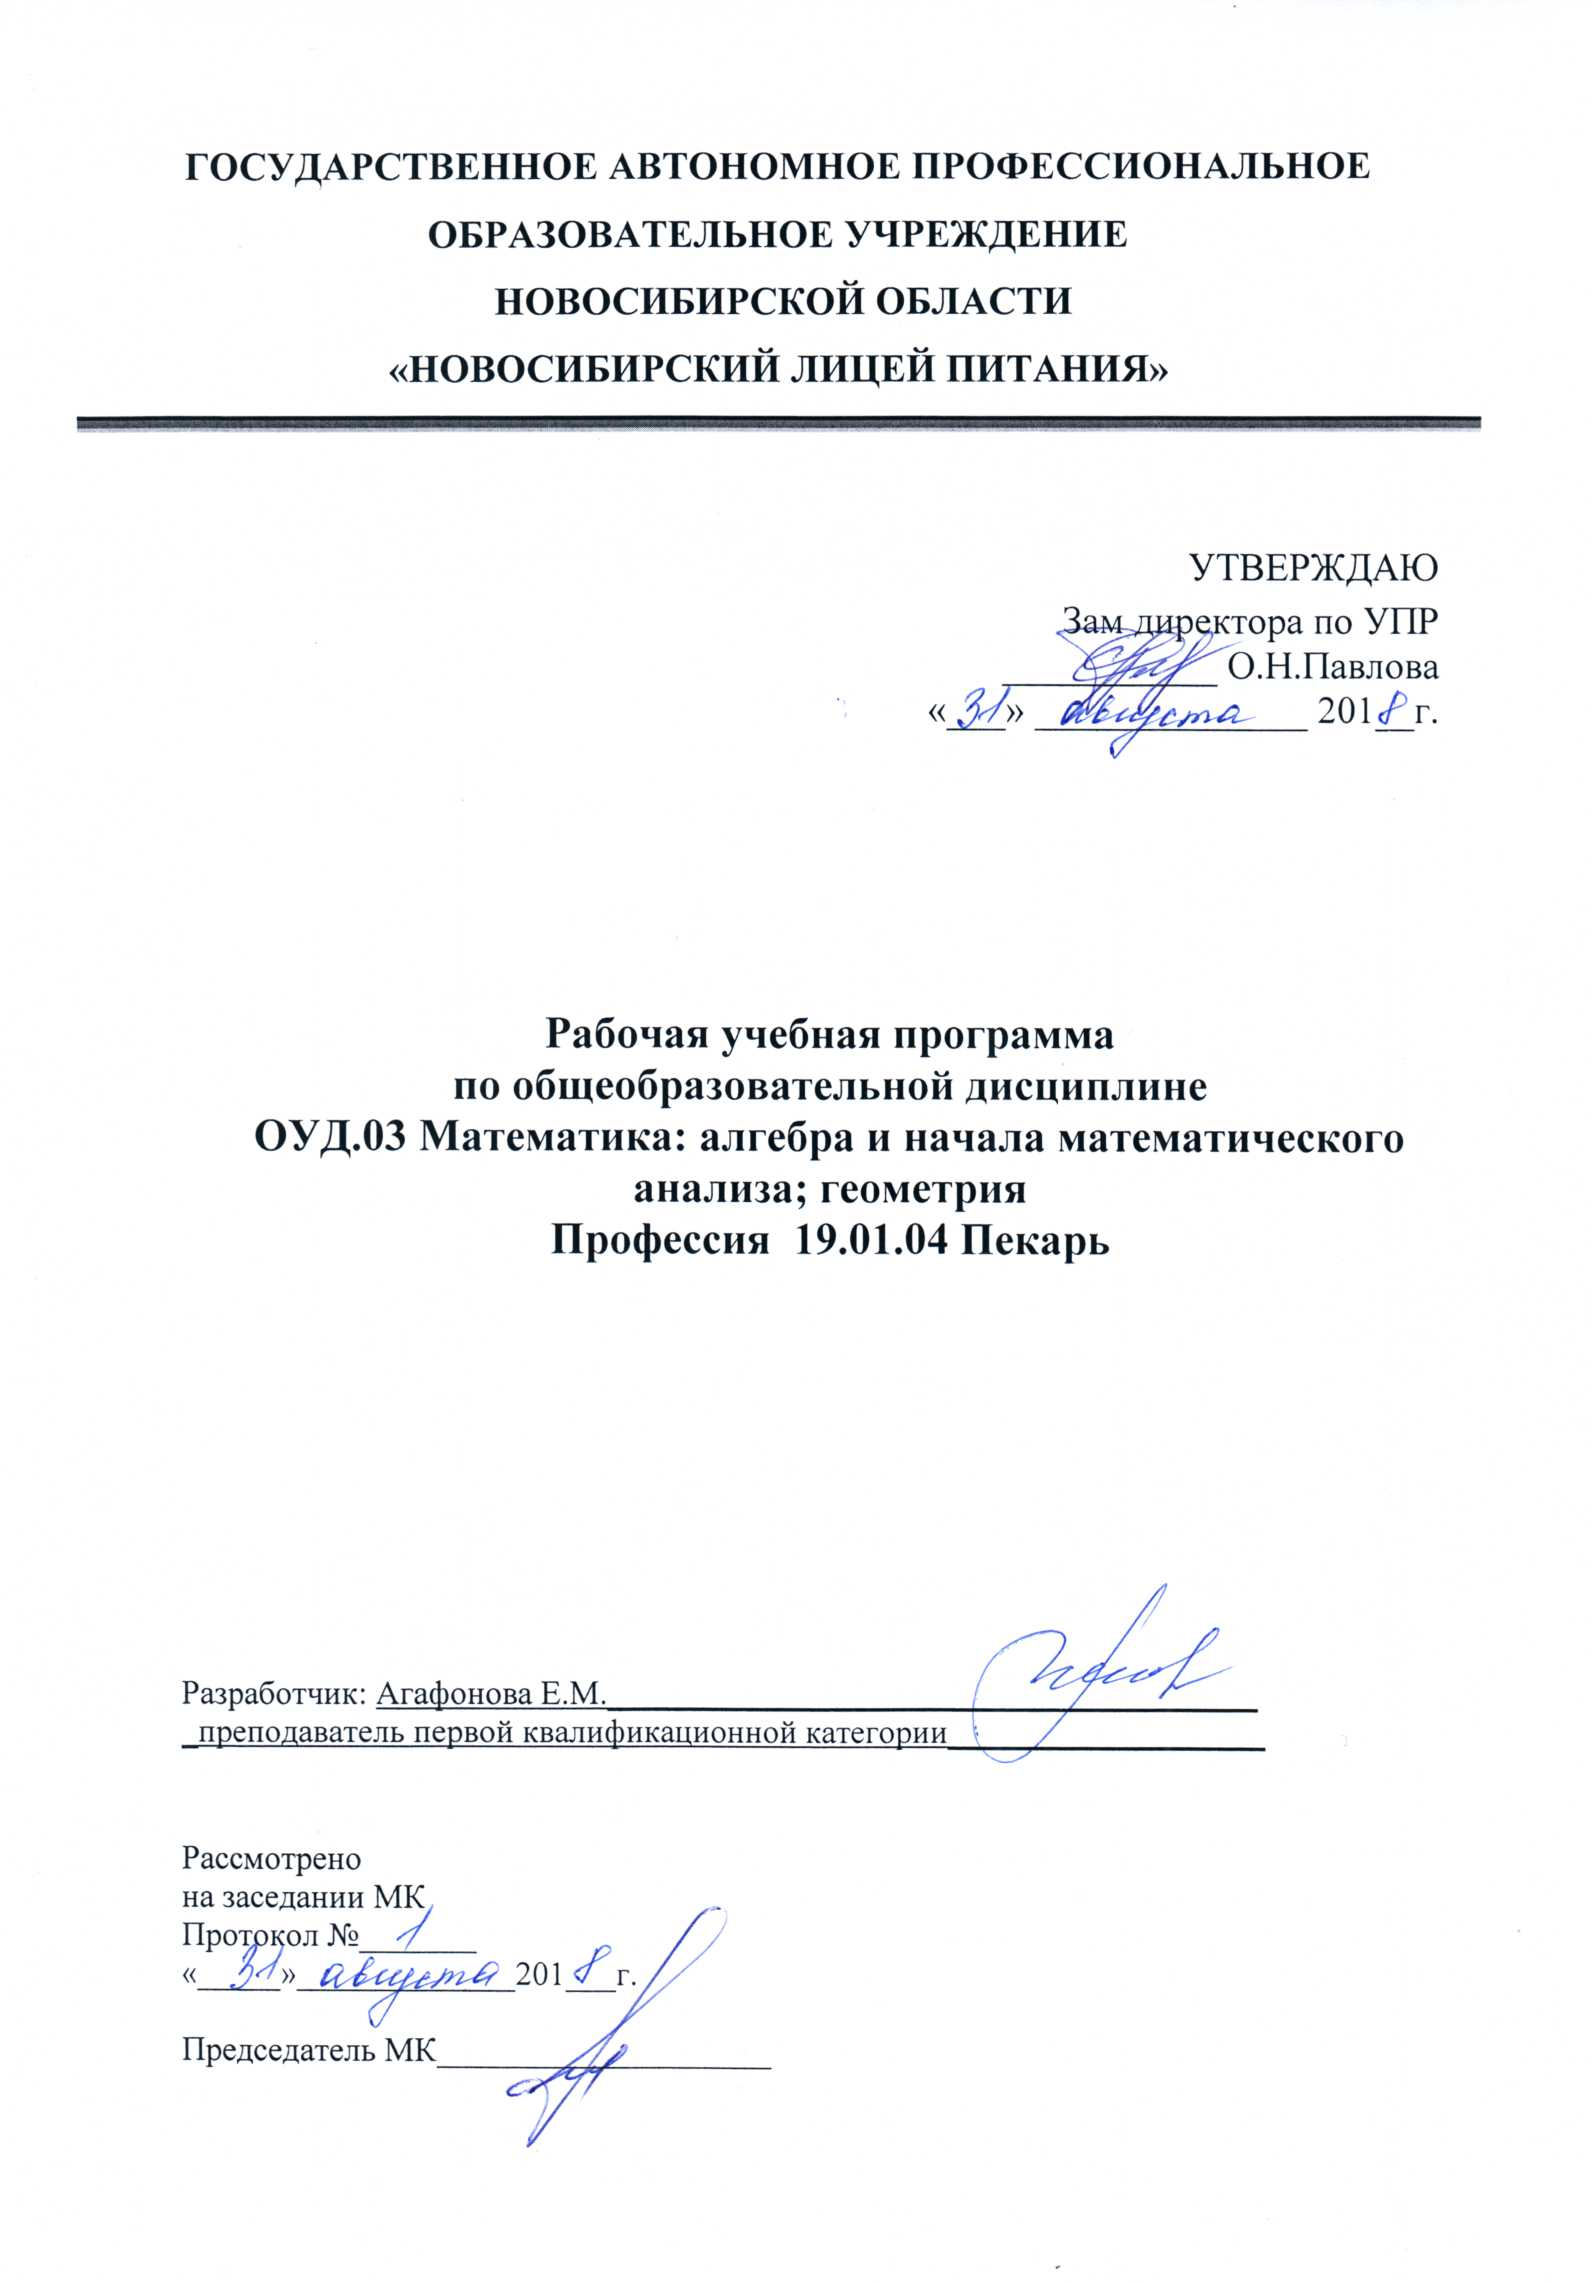 ГОСУДАРСТВЕННОЕ АВТОНОМНОЕ ПРОФЕССИОНАЛЬНОЕ
ОБРАЗОВАТЕЛЬНОЕ УЧРЕЖДЕНИЕ
НОВОСИБИРСКОЙ ОБЛАСТИ
«НОВОСИБИРСКИЙ ЛИЦЕЙ ПИТАНИЯ»
УТВЕРЖДАЮ
Зам директора по УПР
О.Н.Павлова
«31» августа 2018 г.
Рабочая учебная программа
по общеобразовательной дисциплине
ОУД.03 Математика: алгебра и начала математического
анализа; геометрия
Профессия 19.01.04 Пекарь
Разработчик: Агафонова Е.М.
преподаватель первой квалификационной категории
Рассмотрено
на заседании МК
Протокол № 1
«31» августа 2018 г.
Председатель МК